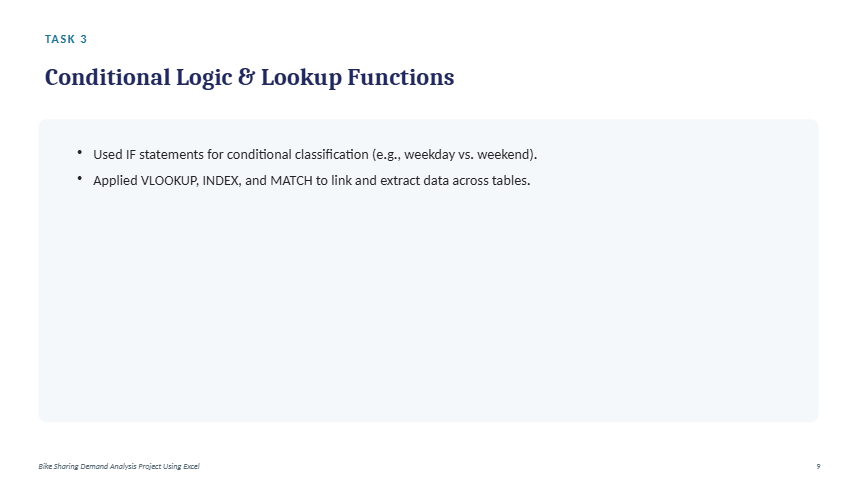 TASK 3
Conditional Logic & Lookup Functions
• Used IF statements for conditional classification (e.g., weekday vs. weekend).
• Applied VLOOKUP, INDEX, and MATCH to link and extract data across tables.
Bike Sharing Demand Analysis Project Using Excel
9